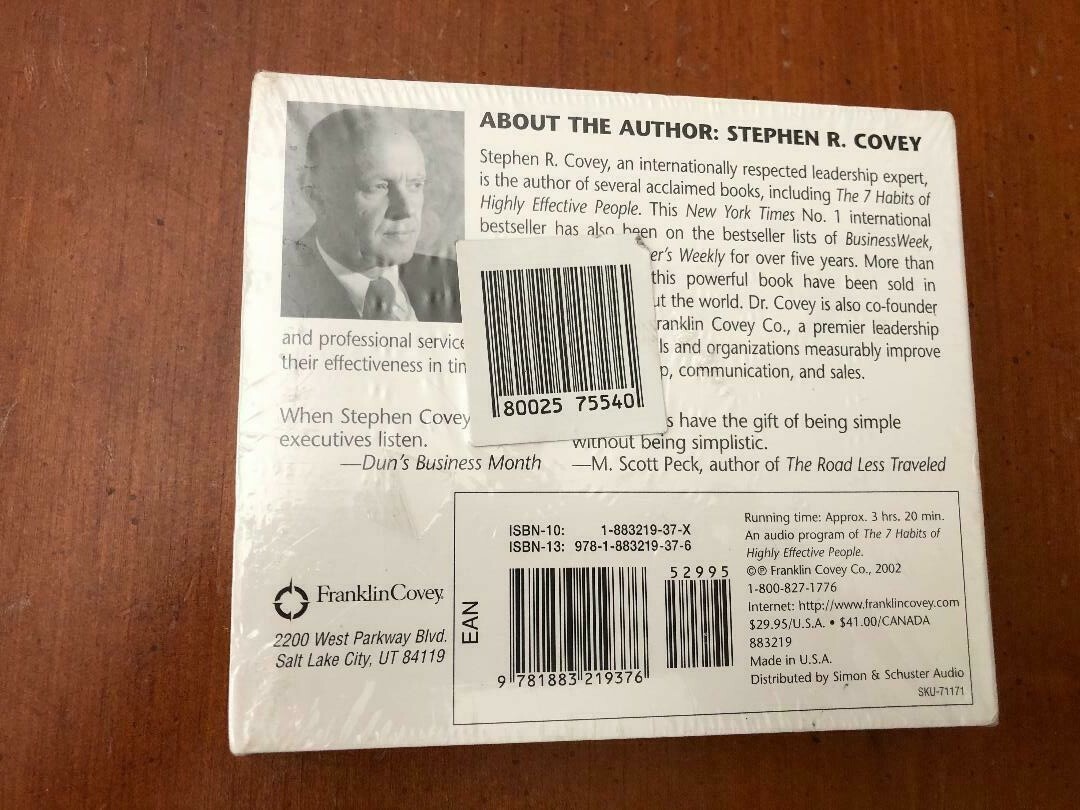 ABOUT THE AUTHOR: STEPHEN R. COVEY
Stephen R. Covey, an internationally respected leadership expert,
is the author of several acclaimed books, including The 7 Habits of
Highly Effective People. This New York Times No. 1 international
bestseller has also been on the bestseller lists of BusinessWeek,
er's Weekly for over five years. More than
this powerful book have been sold in
ut the world. Dr. Covey is also co-founder
ranklin Covey Co., a premier leadership
and professional service
ls and organizations measurably improve
their effectiveness in tim
p, communication, and sales.
80025 75540
When Stephen Covey
executives listen.
—Dun's Business Month
s have the gift of being simple
without being simplistic.
—M. Scott Peck, author of The Road Less Traveled
FranklinCovey
2200 West Parkway Blvd.
Salt Lake City, UT 84119
EAN
ISBN-10: 1-883219-37-X
ISBN-13: 978-1-883219-37-6
52995
9 781883 219376
Running time: Approx. 3 hrs. 20 min.
An audio program of The 7 Habits of
Highly Effective People.
©℗ Franklin Covey Co., 2002
1-800-827-1776
Internet: http://www.franklincovey.com
$29.95/U.S.A. • $41.00/CANADA
883219
Made in U.S.A.
Distributed by Simon & Schuster Audio
SKU-71171